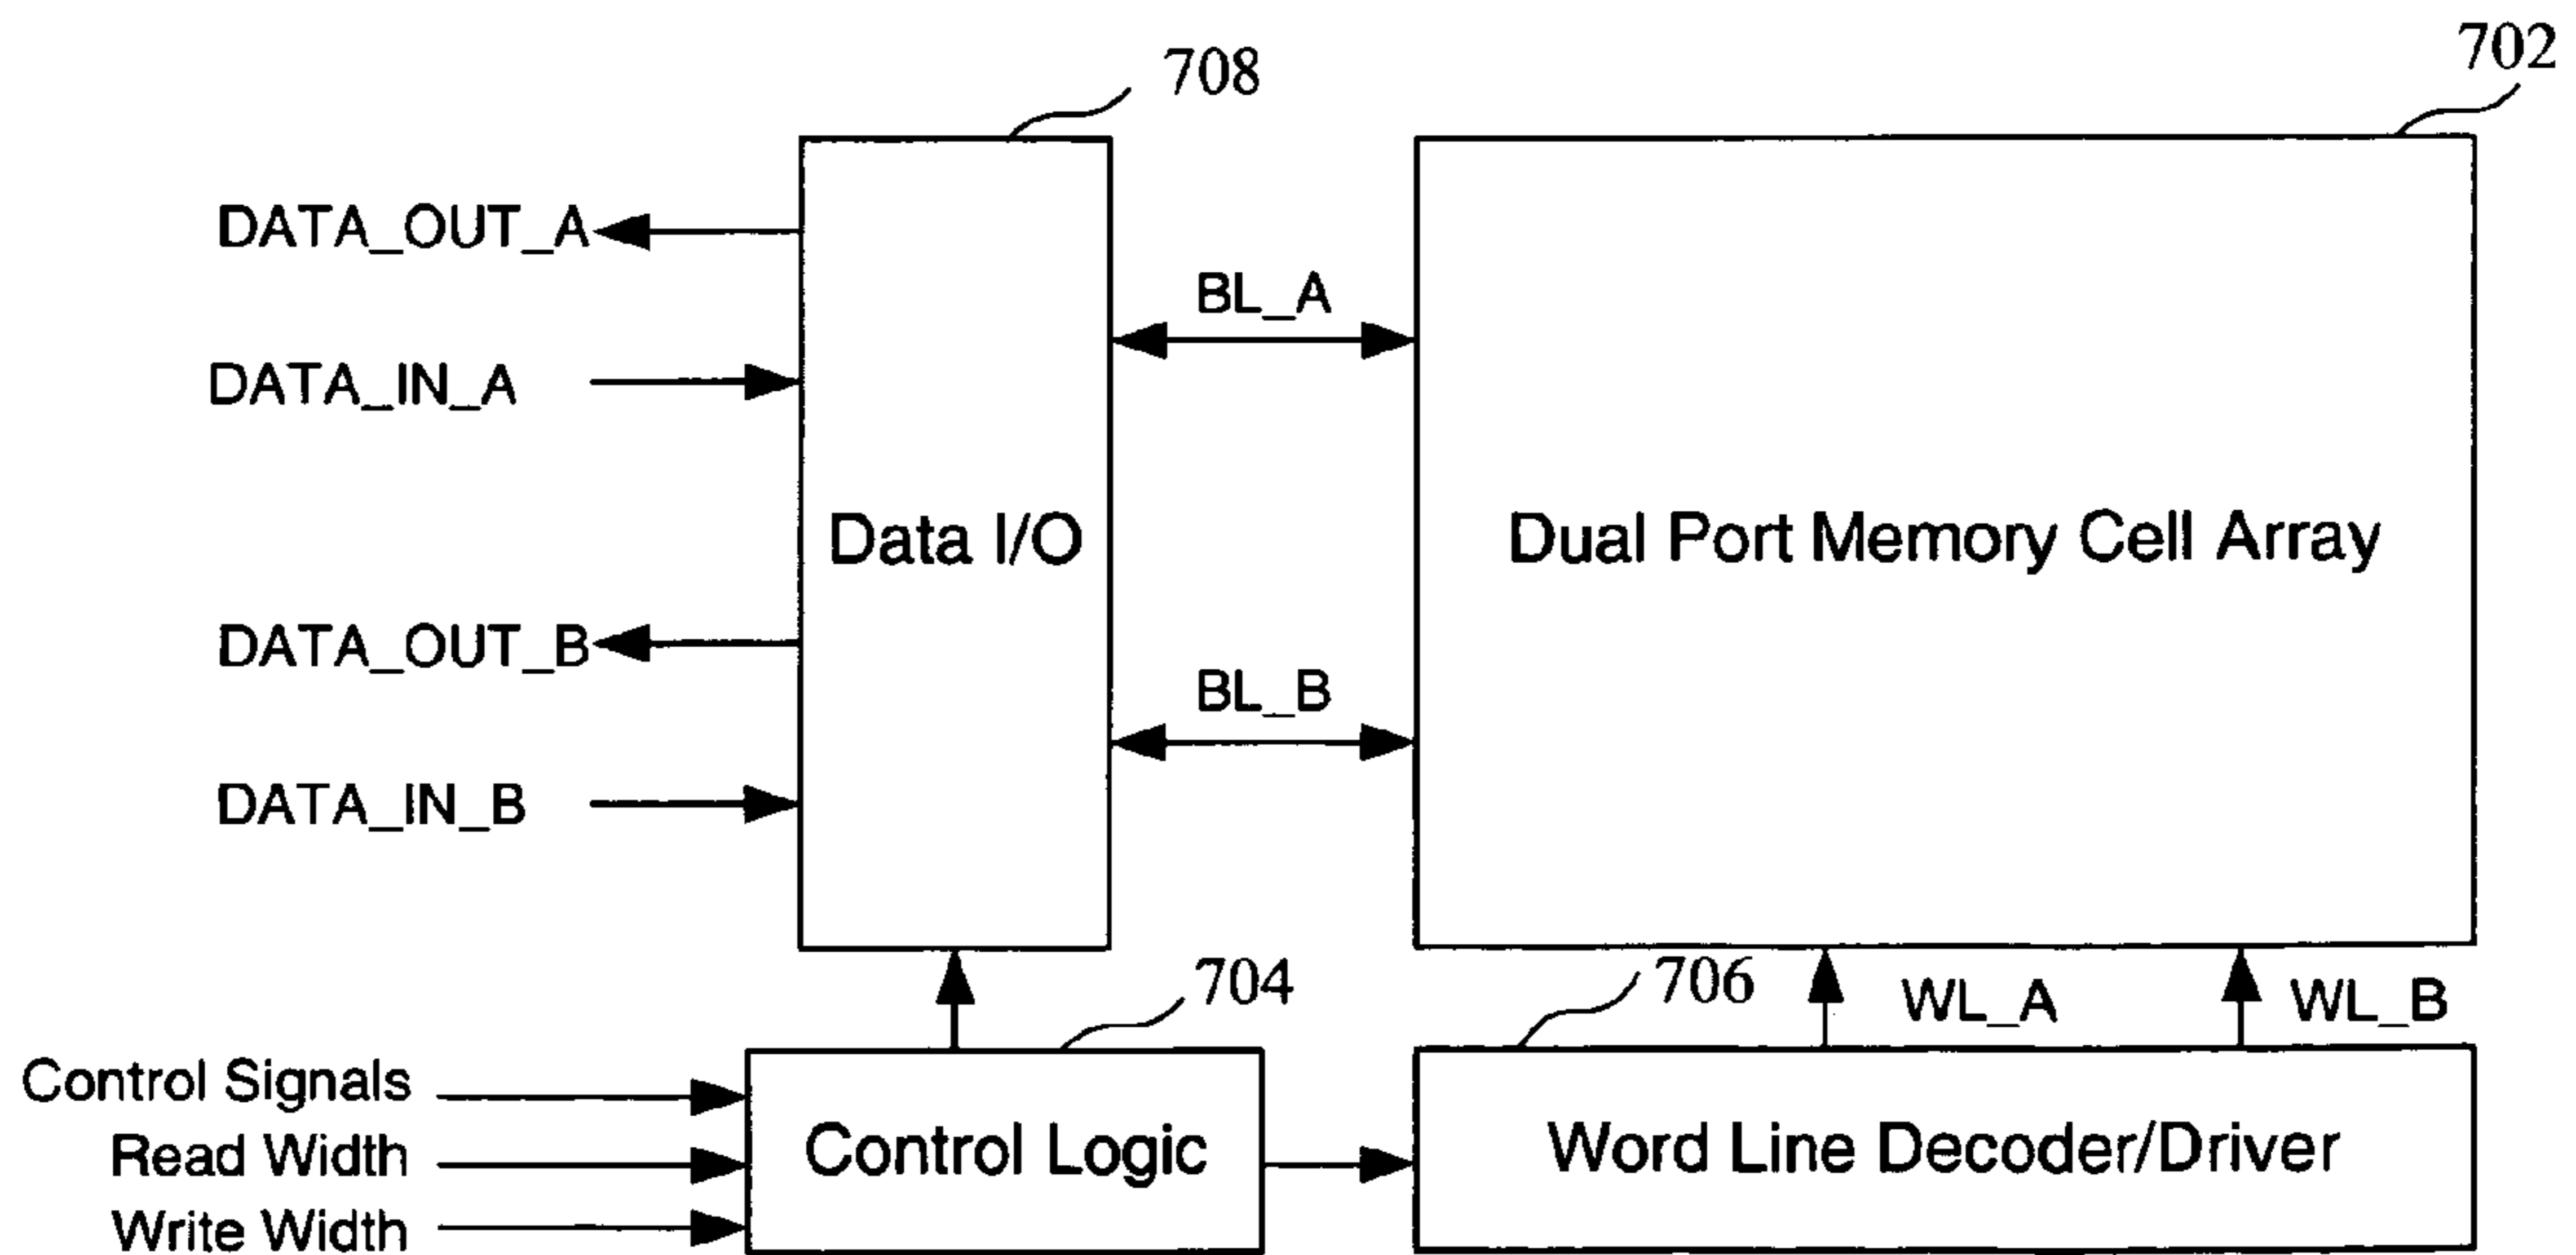 702
708
DATA_OUT_A
BL_A
DATA_IN_A
Data I/O
Dual Port Memory Cell Array
DATA_OUT_B
BL_B
DATA_IN_B
704
706
WL_A
WL_B
Control Signals
Read Width
Write Width
Control Logic
Word Line Decoder/Driver